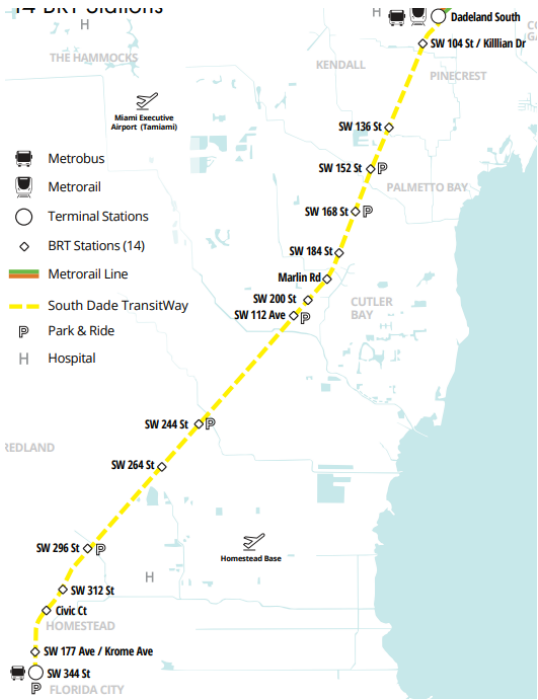 14 BRT Stations
H
Dadeland South
SW 104 St / Killlian Dr
THE HAMMOCKS
KENDALL
PINECREST
Miami Executive
Airport (Tamiami)
SW 136 St
Metrobus
SW 152 St P
Metrorail
PALMETTO BAY
Terminal Stations
SW 168 St P
BRT Stations (14)
SW 184 St
Metrorail Line
Marlin Rd
South Dade TransitWay
SW 200 St
CUTLER
BAY
SW 112 Ave P
P Park & Ride
H Hospital
SW 244 St P
REDLAND
SW 264 St
SW 296 St P
Homestead Base
H
SW 312 St
Civic Ct
HOMESTEAD
SW 177 Ave / Krome Ave
SW 344 St
P FLORIDA CITY